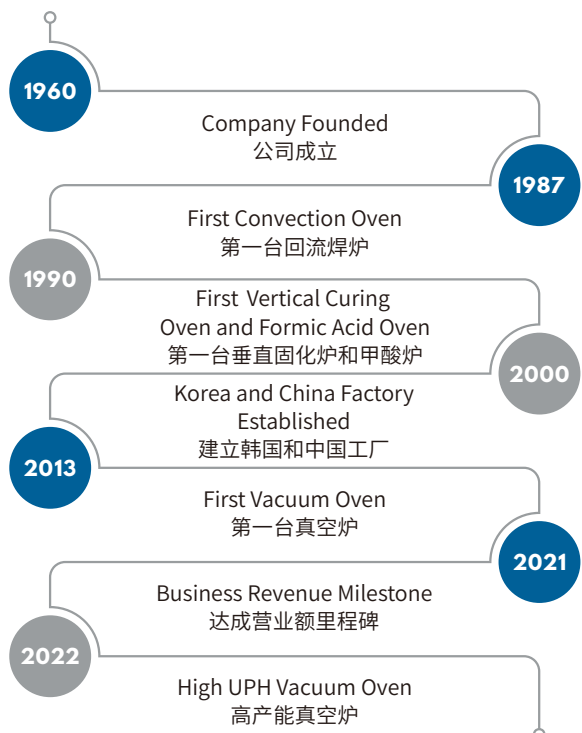 1960
Company Founded
公司成立
1987
First Convection Oven
第一台回流焊炉
1990
First Vertical Curing
Oven and Formic Acid Oven
第一台垂直固化炉和甲酸炉
2000
Korea and China Factory
Established
建立韩国和中国工厂
2013
First Vacuum Oven
第一台真空炉
2021
Business Revenue Milestone
达成营业额里程碑
2022
High UPH Vacuum Oven
高产能真空炉